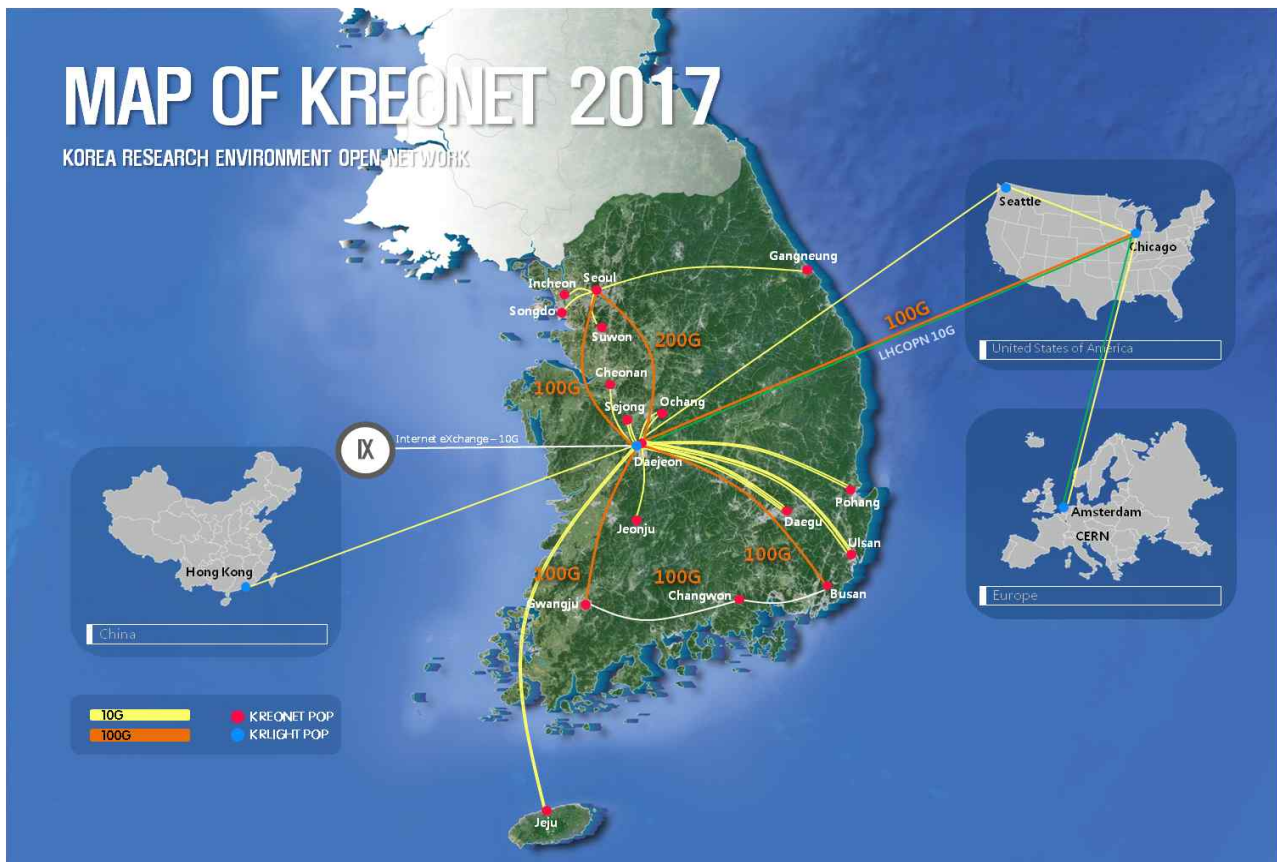 MAP OF KREONET 2017
KOREA RESEARCH ENVIRONMENT OPEN NETWORK
Seattle
Chicago
United States of America
Gangneung
Seoul
Incheon
Songdo
Suwon
200G
100G
LHCOPN 10G
Cheonan
100G
Sejong
Ochang
IX
Internet eXchange – 10G
Daejeon
Pohang
Daegu
Jeonju
Ulsan
Amsterdam
CERN
Europe
Hong Kong
China
100G
100G
100G
Gwangju
Changwon
Busan
10G
KREONET POP
100G
KRLIGHT POP
Jeju